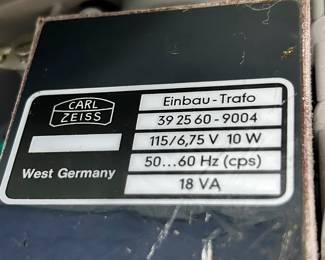 CARL
ZEISS
West Germany
Einbau-Trafo
39 25 60-9004
115/6,75 V 10 W
50...60 Hz (cps)
18 VA